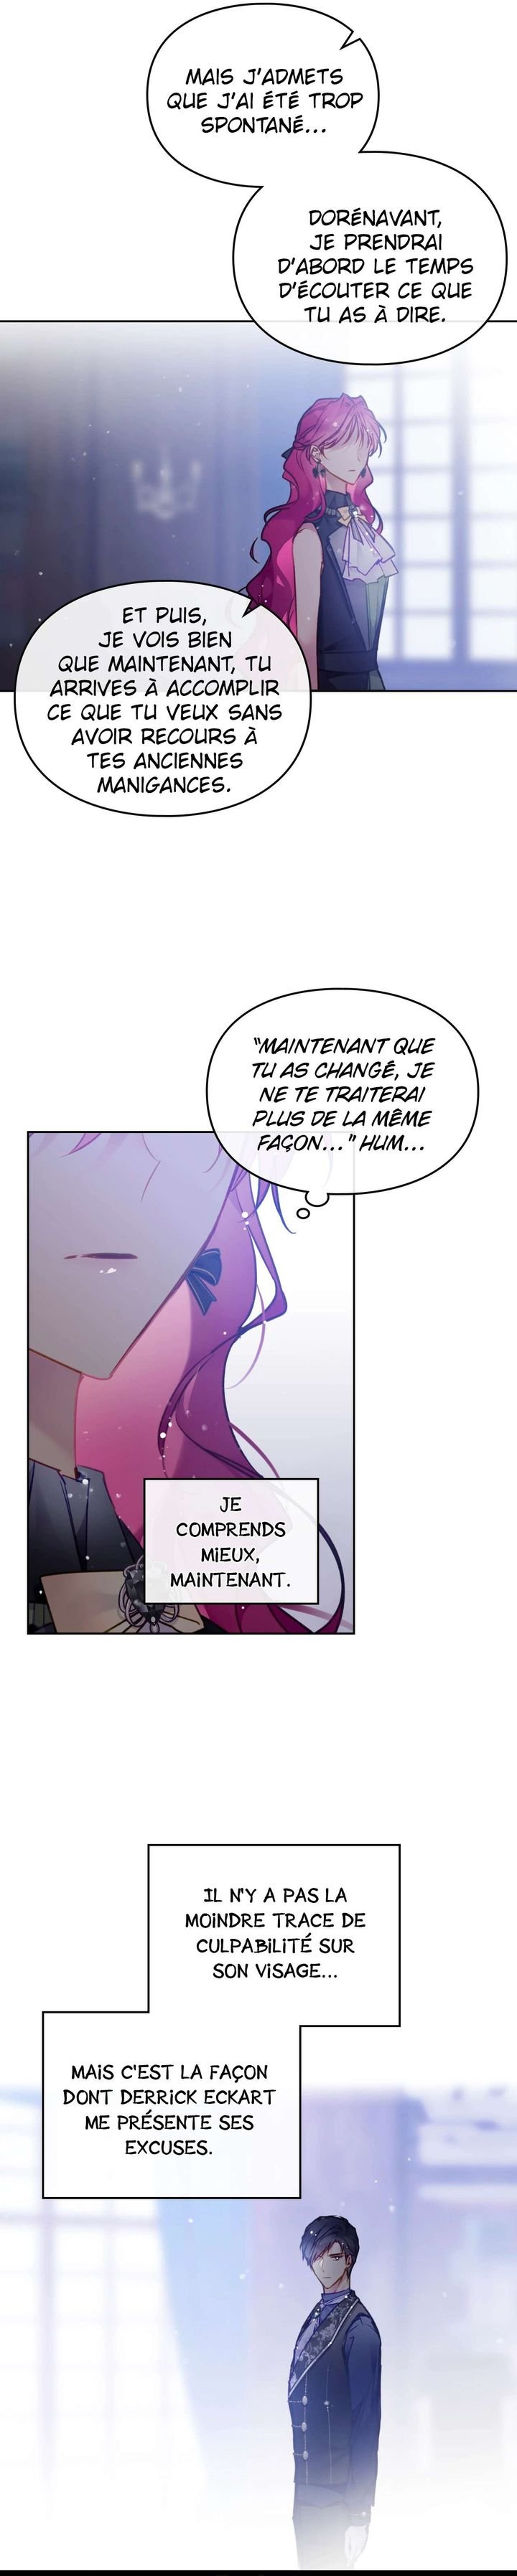 MAIS J'ADMETS
QUE J'AI ÉTÉ TROP
SPONTANÉ...
DORÉNAVANT,
JE PRENDRAI
D'ABORD LE TEMPS
D'ÉCOUTER CE QUE
TU AS À DIRE.
ET PUIS,
JE VOIS BIEN
QUE MAINTENANT, TU
ARRIVES À ACCOMPLIR
CE QUE TU VEUX SANS
AVOIR RECOURS À
TES ANCIENNES
MANIGANCES.
"MAINTENANT QUE
TU AS CHANGÉ, JE
NE TE TRAITERAI
PLUS DE LA MÊME
FAÇON..." HUM...
JE
COMPRENDS
MIEUX,
MAINTENANT.
IL N'Y A PAS LA
MOINDRE TRACE DE
CULPABILITÉ SUR
SON VISAGE...
MAIS C'EST LA FAÇON
DONT DERRICK ECKART
ME PRÉSENTE SES
EXCUSES.